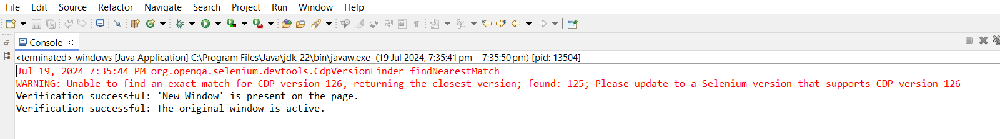 File Edit Source Refactor Navigate Search Project Run Window Help
Console
<terminated> windows [Java Application] C:\Program Files\Java\jdk-22\bin\javaw.exe (19 Jul 2024, 7:35:41 pm – 7:35:50 pm) [pid: 13504]
Jul 19, 2024 7:35:44 PM org.openqa.selenium.devtools.CdpVersionFinder findNearestMatch
WARNING: Unable to find an exact match for CDP version 126, returning the closest version; found: 125; Please update to a Selenium version that supports CDP version 126
Verification successful: 'New Window' is present on the page.
Verification successful: The original window is active.